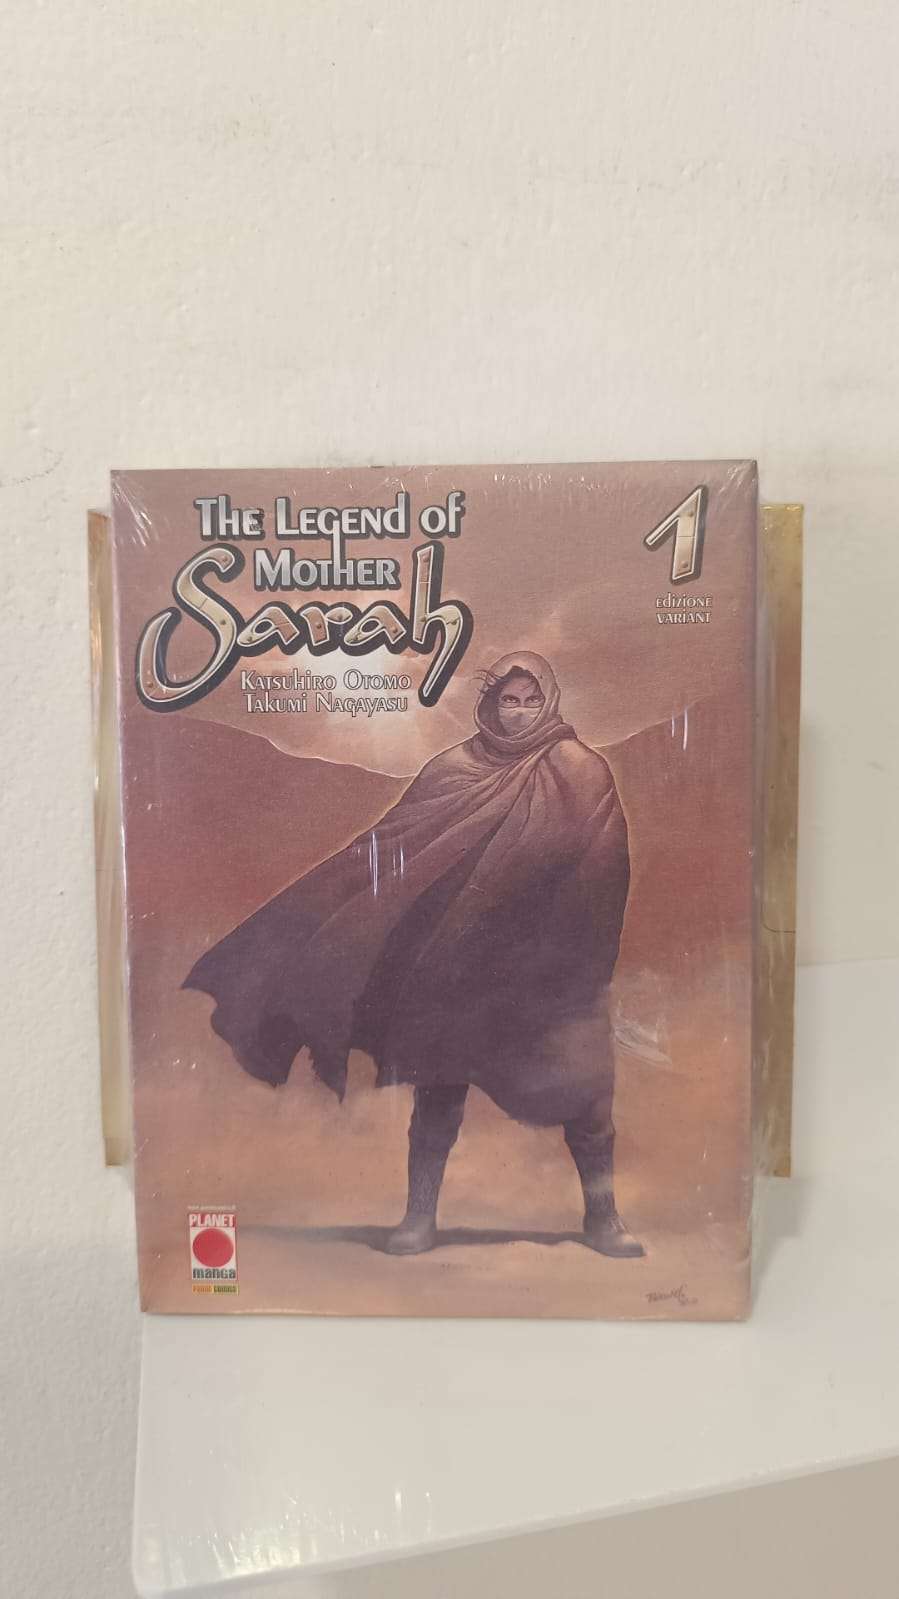 The Legend of
Mother
Sarah
Katsuhiro Otomo
Takumi Nagayasu
1
edizione
variant
PLANET
manga
PANINI COMICS